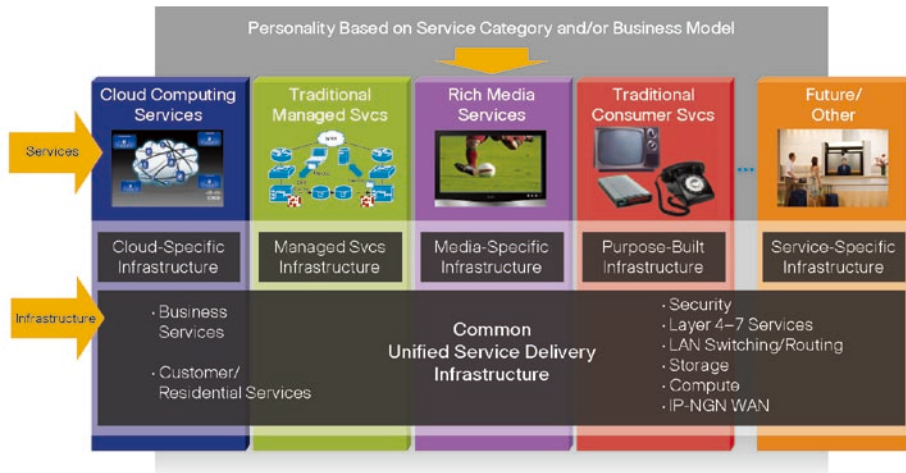 Personality Based on Service Category and/or Business Model
Cloud Computing
Services
Traditional
Managed Svcs
Rich Media
Services
Traditional
Consumer Svcs
Future/
Other
Services
...
Cloud-Specific
Infrastructure
Managed Svcs
Infrastructure
Media-Specific
Infrastructure
Purpose-Built
Infrastructure
Service-Specific
Infrastructure
Infrastructure
· Business
Services
· Customer/
Residential Services
Common
Unified Service Delivery
Infrastructure
· Security
· Layer 4–7 Services
· LAN Switching/Routing
· Storage
· Compute
· IP-NGN WAN